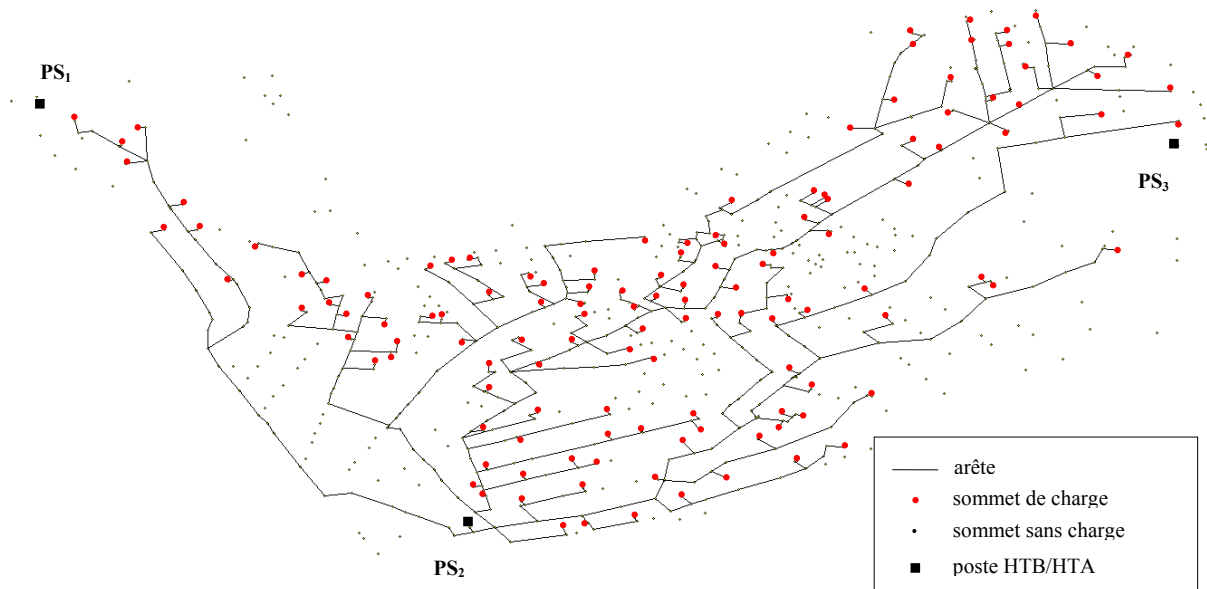 PS1
PS3
PS2
arête
sommet de charge
sommet sans charge
poste HTB/HTA